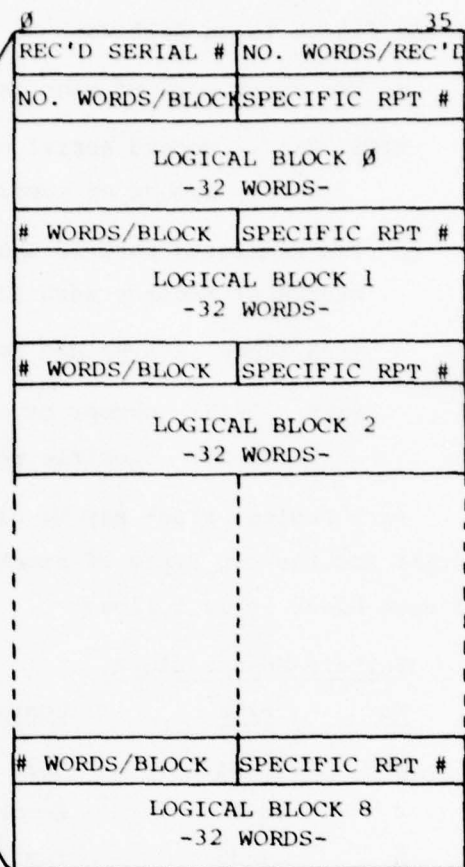 Ø 35
REC'D SERIAL # NO. WORDS/REC'D
NO. WORDS/BLOCK SPECIFIC RPT #
LOGICAL BLOCK Ø
-32 WORDS-
# WORDS/BLOCK SPECIFIC RPT #
LOGICAL BLOCK 1
-32 WORDS-
# WORDS/BLOCK SPECIFIC RPT #
LOGICAL BLOCK 2
-32 WORDS-
# WORDS/BLOCK SPECIFIC RPT #
LOGICAL BLOCK 8
-32 WORDS-